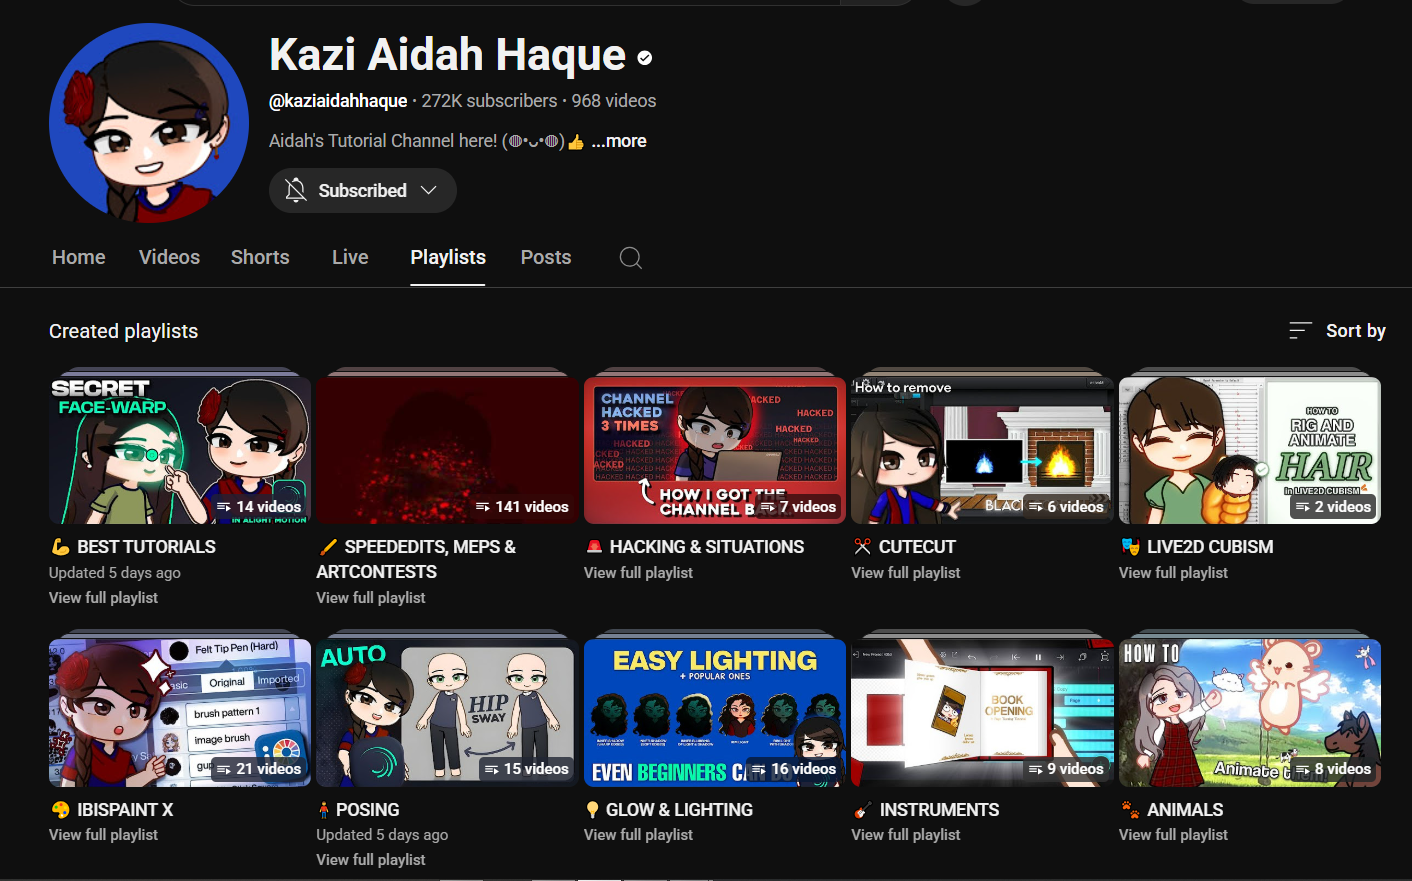 Kazi Aidah Haque
@kaziaidahhaque • 272K subscribers • 968 videos
Aidah's Tutorial Channel here! (◍•ᴗ•◍)👍 ...more
Subscribed
Home Videos Shorts Live Playlists Posts
Created playlists
Sort by
SECRET
FACE-WARP
14 videos
IN ALIGHT MOTION
💪 BEST TUTORIALS
Updated 5 days ago
View full playlist
141 videos
🖌️ SPEEDEDITS, MEPS &
ARTCONTESTS
View full playlist
CHANNEL
HACKED
3 TIMES
HACKED
HACKED
HACKED
HACKED
HOW I GOT THE
CHANNEL
7 videos
🚨 HACKING & SITUATIONS
View full playlist
How to remove
6 videos
✂️ CUTECUT
View full playlist
HOW TO
RIG AND
ANIMATE
HAIR
In LIVE2D CUBISM
2 videos
🎭 LIVE2D CUBISM
View full playlist
Felt Tip Pen (Hard)
Original
Imported
brush pattern 1
image brush
21 videos
🎨 IBISPAINT X
View full playlist
AUTO
HIP
SWAY
15 videos
🧍 POSING
Updated 5 days ago
View full playlist
EASY LIGHTING
+ POPULAR ONES
EVEN BEGINNERS
16 videos
💡 GLOW & LIGHTING
View full playlist
BOOK
OPENING
9 videos
🎸 INSTRUMENTS
View full playlist
HOW TO
Animate
8 videos
🐾 ANIMALS
View full playlist